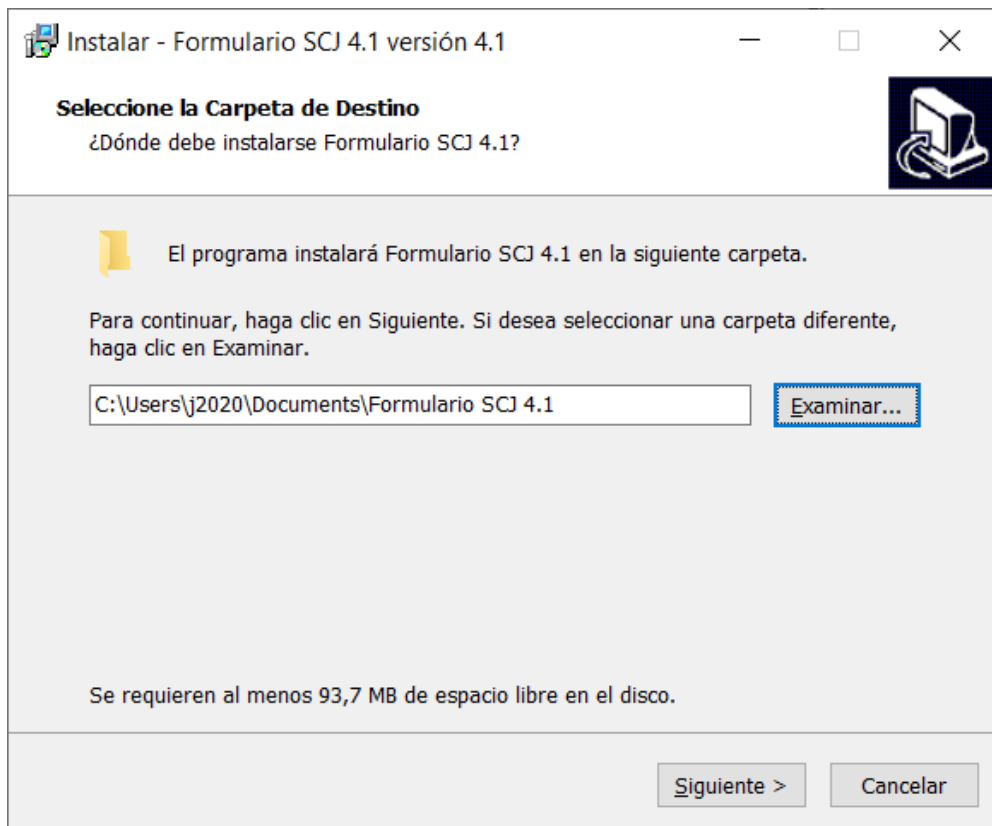 Instalar - Formulario SCJ 4.1 versión 4.1
Seleccione la Carpeta de Destino
¿Dónde debe instalarse Formulario SCJ 4.1?
El programa instalará Formulario SCJ 4.1 en la siguiente carpeta.
Para continuar, haga clic en Siguiente. Si desea seleccionar una carpeta diferente,
haga clic en Examinar.
C:\Users\j2020\Documents\Formulario SCJ 4.1
Examinar...
Se requieren al menos 93,7 MB de espacio libre en el disco.
Siguiente >
Cancelar